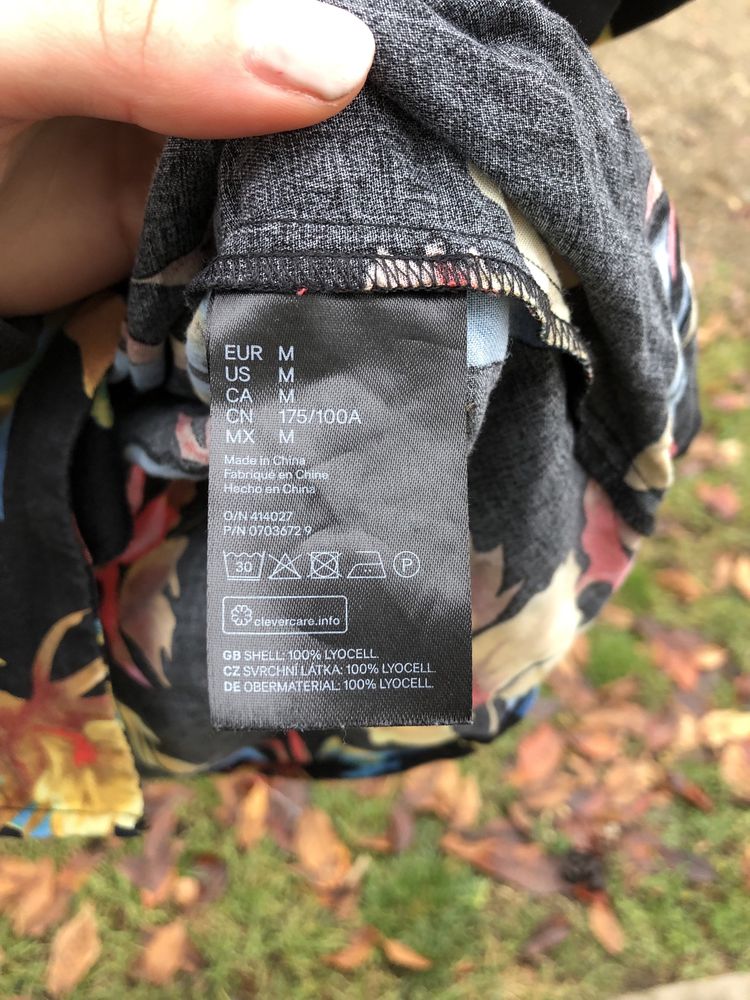 EUR M
US M
CA M
CN 175/100A
MX M
Made in China
Fabriqué en Chine
Hecho en China
O/N 414027
P/N 0703672 9
30 P
clevercare.info
GB SHELL: 100% LYOCELL.
CZ SVRCHNÍ LÁTKA: 100% LYOCELL.
DE OBERMATERIAL: 100% LYOCELL.